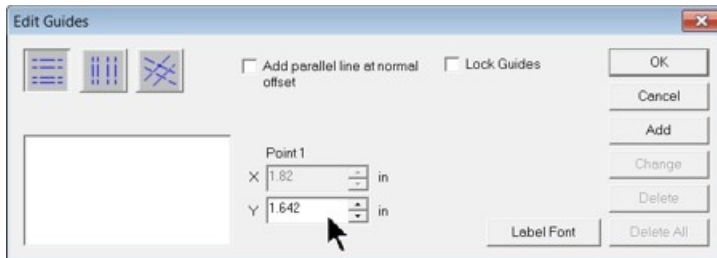 Edit Guides
Add parallel line at normal
offset
Lock Guides
OK
Cancel
Add
Point 1
X 1.82 in
Change
Y 1.642 in
Delete
Label Font
Delete All